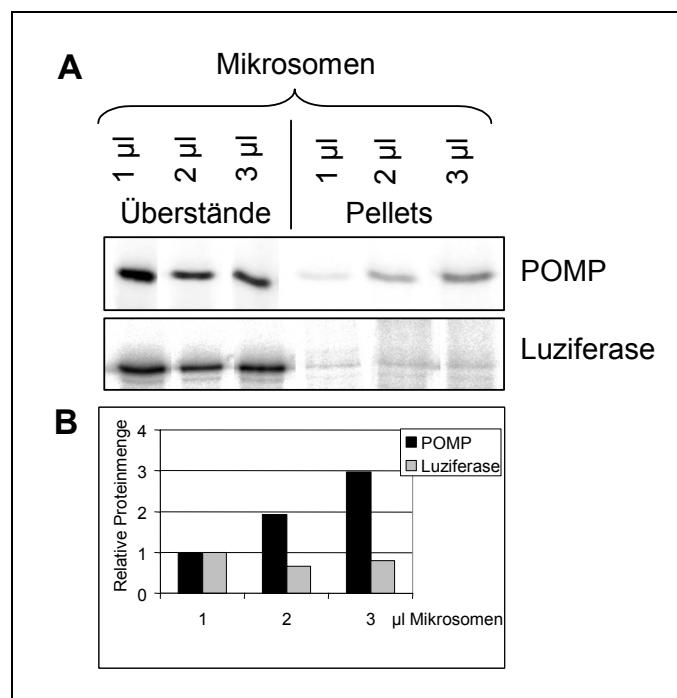 A
Mikrosomen
1 µl 2 µl 3 µl 1 µl 2 µl 3 µl
Überstände Pellets
POMP
Luziferase
B
Relative Proteinmenge
4
3
2
1
0
POMP
Luziferase
1 2 3 µl Mikrosomen